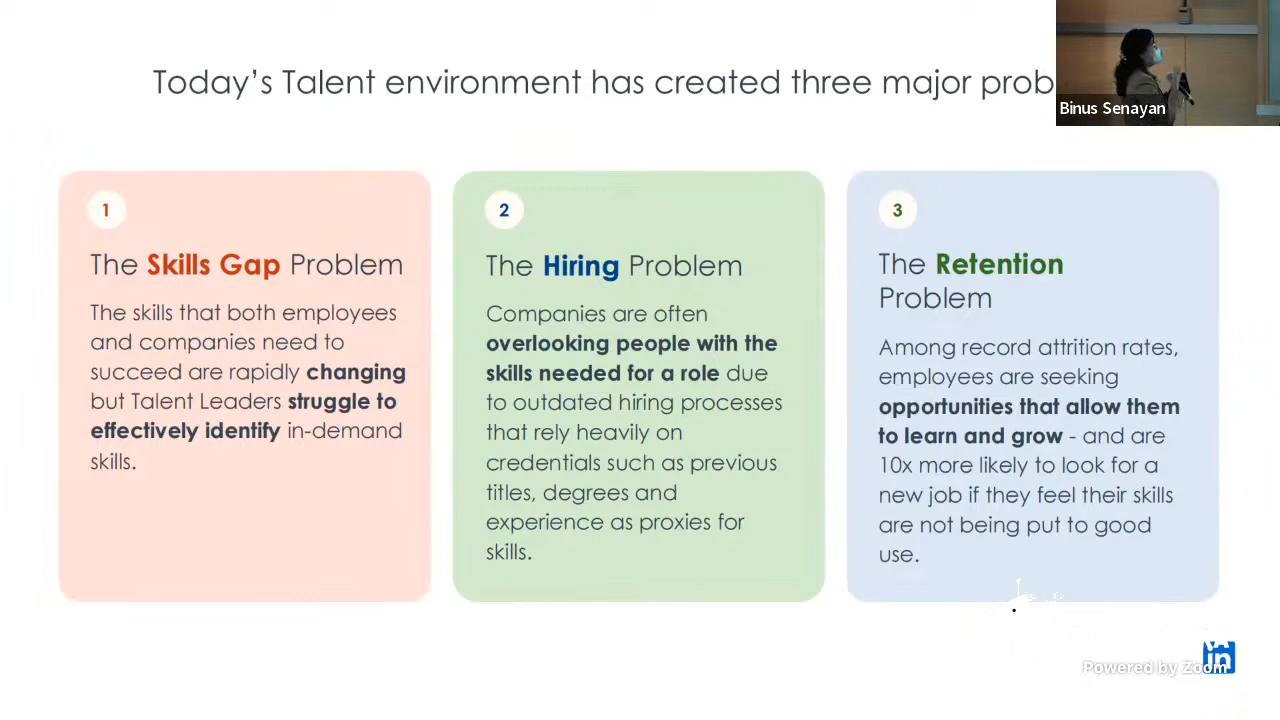 Today's Talent environment has created three major prob
Binus Senayan
1
The Skills Gap Problem
The skills that both employees
and companies need to
succeed are rapidly changing
but Talent Leaders struggle to
effectively identify in-demand
skills.
2
The Hiring Problem
Companies are often
overlooking people with the
skills needed for a role due
to outdated hiring processes
that rely heavily on
credentials such as previous
titles, degrees and
experience as proxies for
skills.
3
The Retention
Problem
Among record attrition rates,
employees are seeking
opportunities that allow them
to learn and grow - and are
10x more likely to look for a
new job if they feel their skills
are not being put to good
use.
in
Powered by Zoom